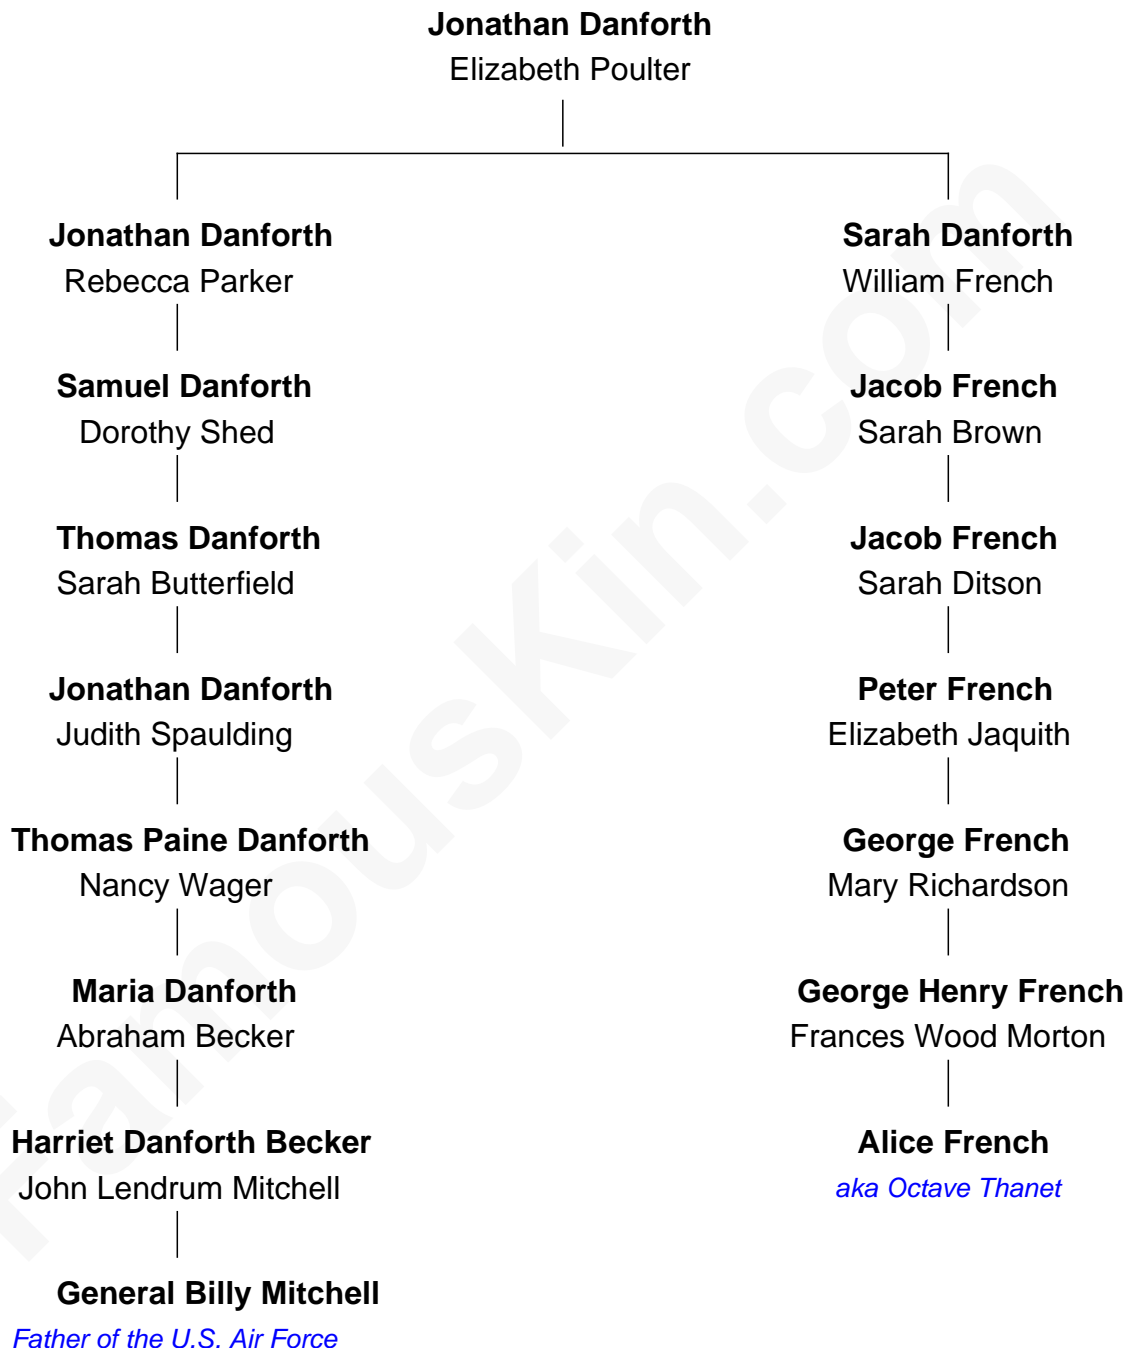 Jonathan Danforth
Elizabeth Poulter
Jonathan Danforth
Rebecca Parker
Sarah Danforth
William French
Samuel Danforth
Dorothy Shed
Jacob French
Sarah Brown
Thomas Danforth
Sarah Butterfield
Jacob French
Sarah Ditson
Jonathan Danforth
Judith Spaulding
Peter French
Elizabeth Jaquith
Thomas Paine Danforth
Nancy Wager
George French
Mary Richardson
Maria Danforth
Abraham Becker
George Henry French
Frances Wood Morton
Harriet Danforth Becker
John Lendrum Mitchell
Alice French
aka Octave Thanet
General Billy Mitchell
Father of the U.S. Air Force
FamousKin.com